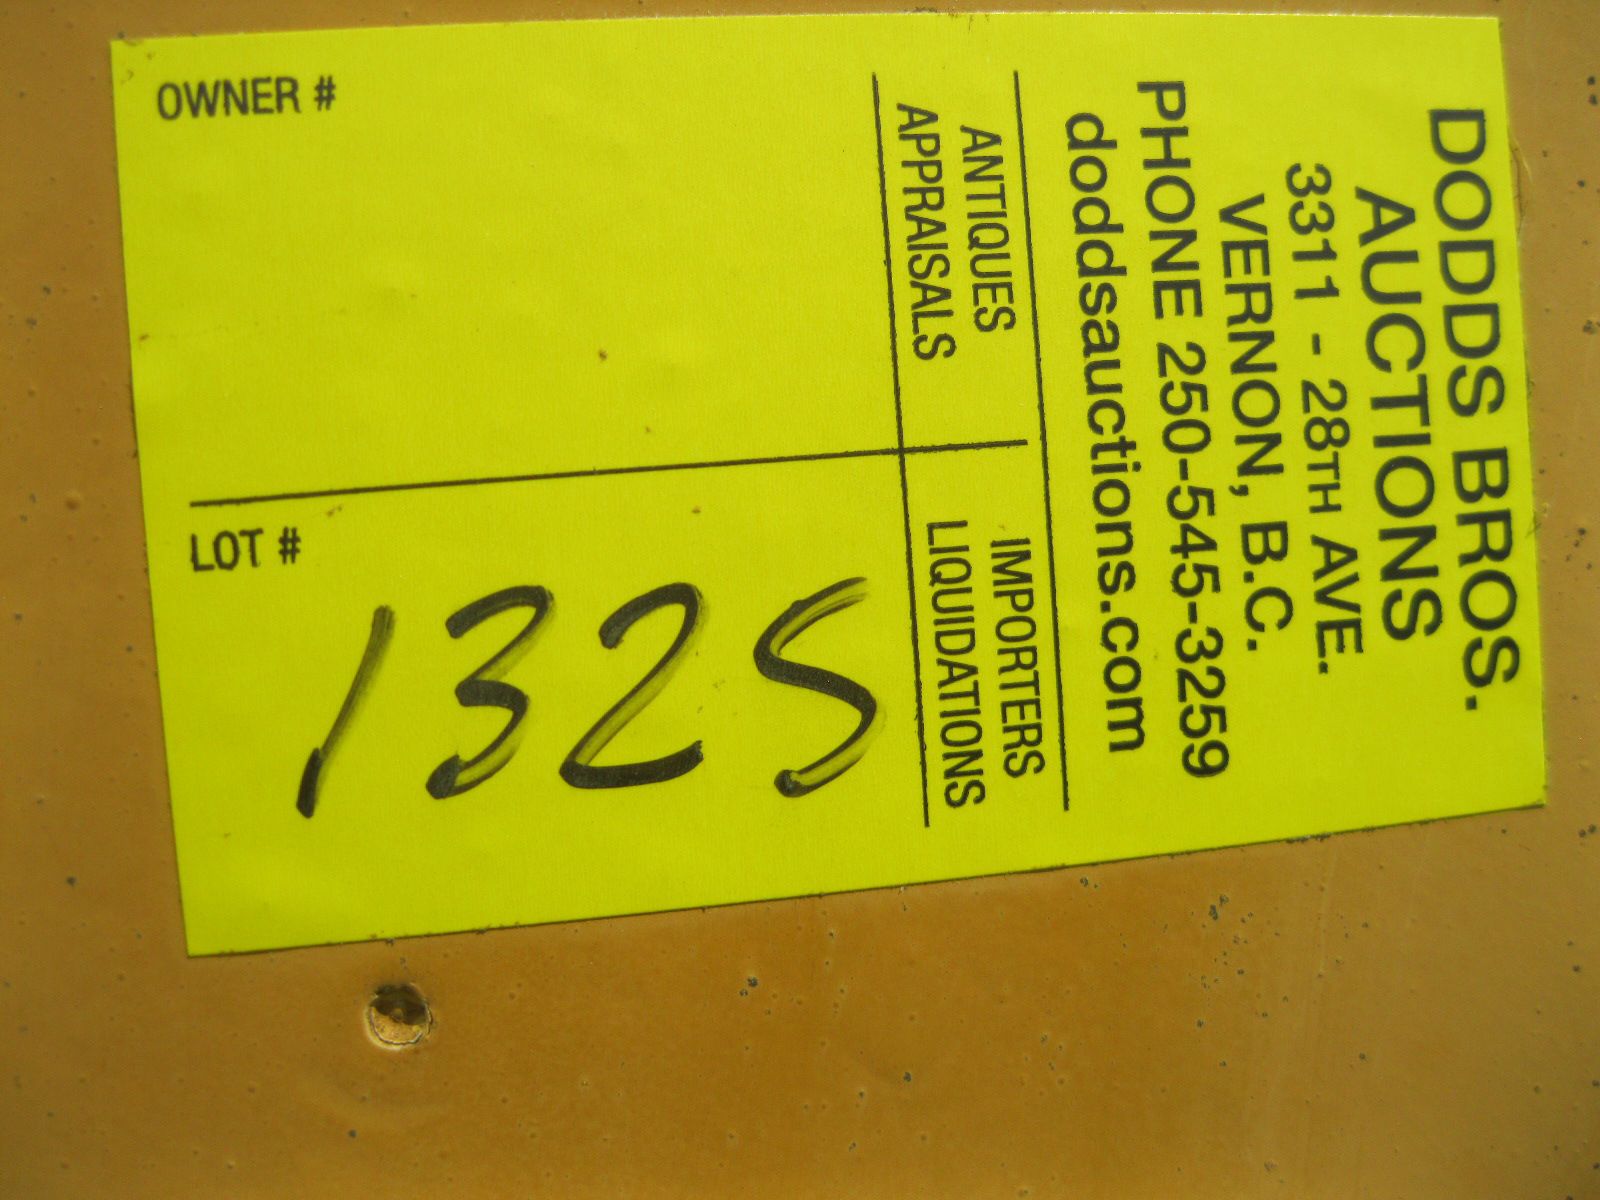 DODDS BROS.
AUCTIONS
3311 - 28TH AVE.
VERNON, B.C.
PHONE 250-545-3259
doddsauctions.com
ANTIQUES
APPRAISALS
IMPORTERS
LIQUIDATIONS
OWNER #
LOT #
1325